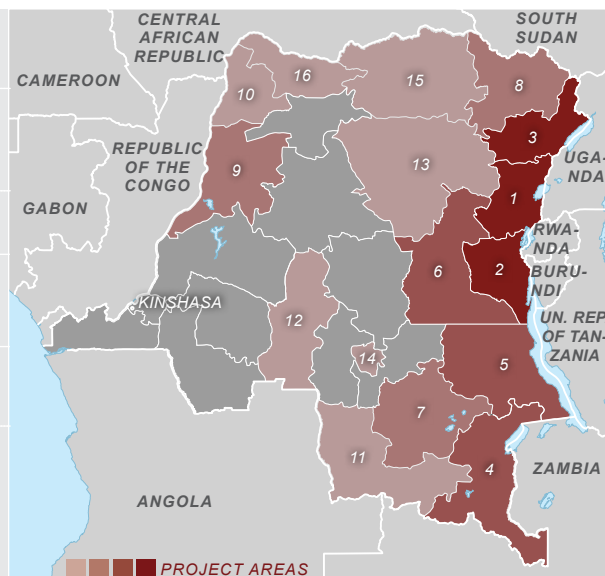 CENTRAL
AFRICAN
REPUBLIC
SOUTH
SUDAN
CAMEROON
16
10
15
8
3
REPUBLIC
OF THE
CONGO
9
13
UGA-
NDA
1
GABON
RWA-
NDA
6
2
BURU-
NDI
KINSHASA
12
UN. REP.
OF TAN-
ZANIA
14
5
7
11
4
ZAMBIA
ANGOLA
PROJECT AREAS